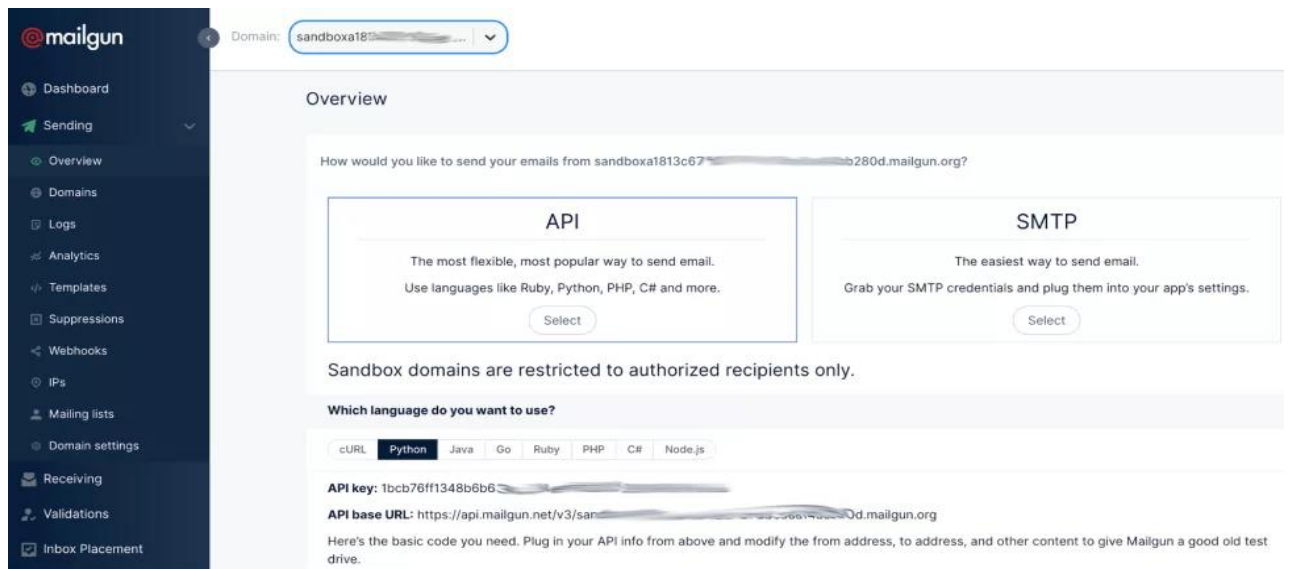 @mailgun
Domain: sandboxa18 ...
Dashboard
Sending
Overview
Domains
Logs
Analytics
Templates
Suppressions
Webhooks
IPs
Mailing lists
Domain settings
Receiving
Validations
Inbox Placement
Overview
How would you like to send your emails from sandboxa1813c67 b280d.mailgun.org?
API
The most flexible, most popular way to send email.
Use languages like Ruby, Python, PHP, C# and more.
Select
SMTP
The easiest way to send email.
Grab your SMTP credentials and plug them into your app's settings.
Select
Sandbox domains are restricted to authorized recipients only.
Which language do you want to use?
cURL Python Java Go Ruby PHP C# Node.js
API key: 1bcb76ff1348b6b6
API base URL: https://api.mailgun.net/v3/san 0d.mailgun.org
Here's the basic code you need. Plug in your API info from above and modify the from address, to address, and other content to give Mailgun a good old test
drive.